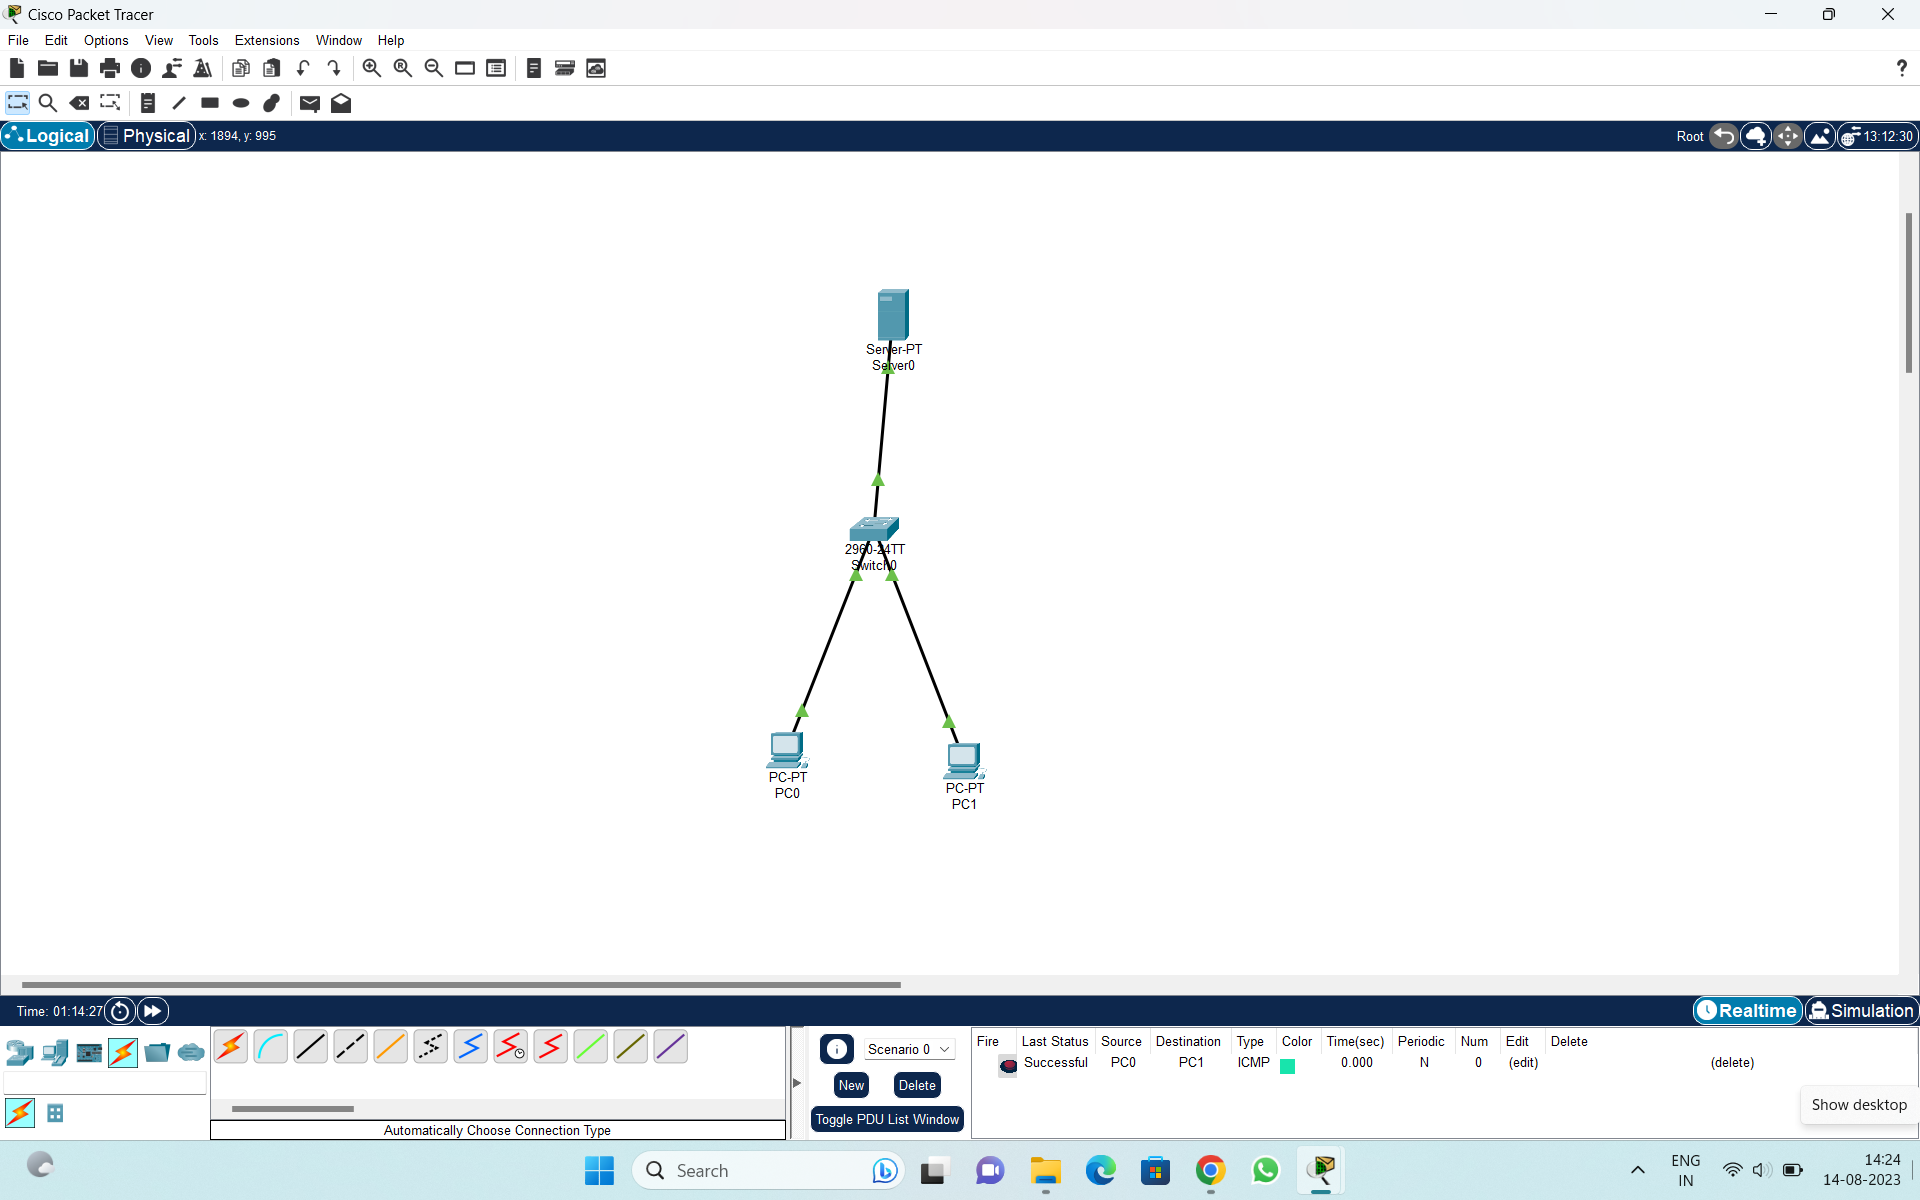 Cisco Packet Tracer
File Edit Options View Tools Extensions Window Help
?
Logical Physical x: 1894, y: 995 Root 13:12:30
Server-PT
Server0
2960-24TT
Switch0
PC-PT
PC0
PC-PT
PC1
Time: 01:14:27 Realtime Simulation
Scenario 0
New Delete
Toggle PDU List Window
Automatically Choose Connection Type
Fire Last Status Source Destination Type Color Time(sec) Periodic Num Edit Delete
Successful PC0 PC1 ICMP 0.000 N 0 (edit) (delete)
Show desktop
Search
ENG
IN
14:24
14-08-2023